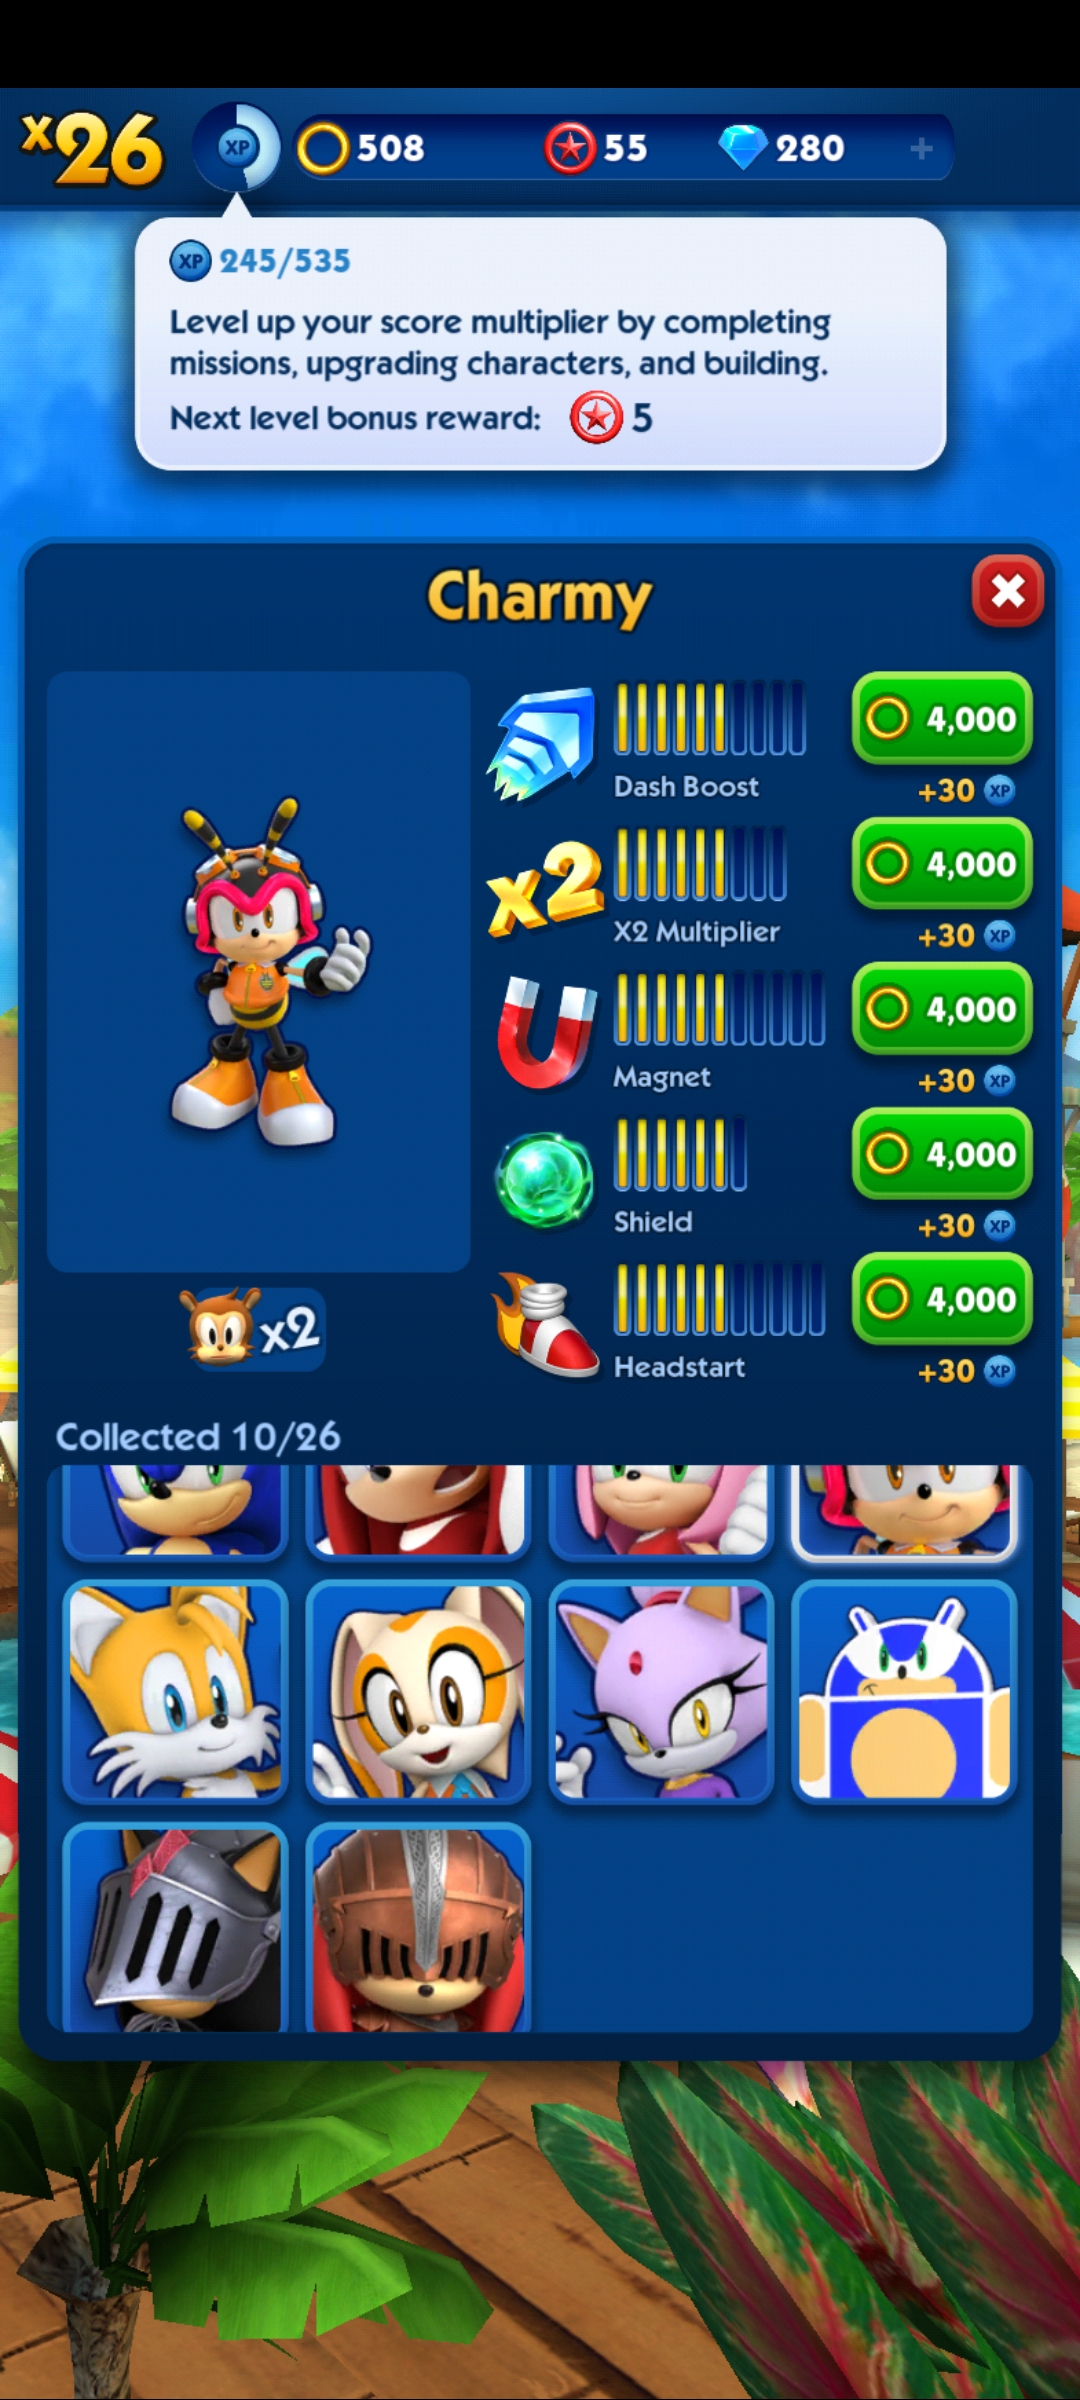 x26
XP
508
55
280
+
XP 245/535
Level up your score multiplier by completing
missions, upgrading characters, and building.
Next level bonus reward: 5
Charmy
4,000
Dash Boost
+30 XP
x2
4,000
X2 Multiplier
+30 XP
4,000
Magnet
+30 XP
4,000
Shield
+30 XP
4,000
Headstart
+30 XP
x2
Collected 10/26